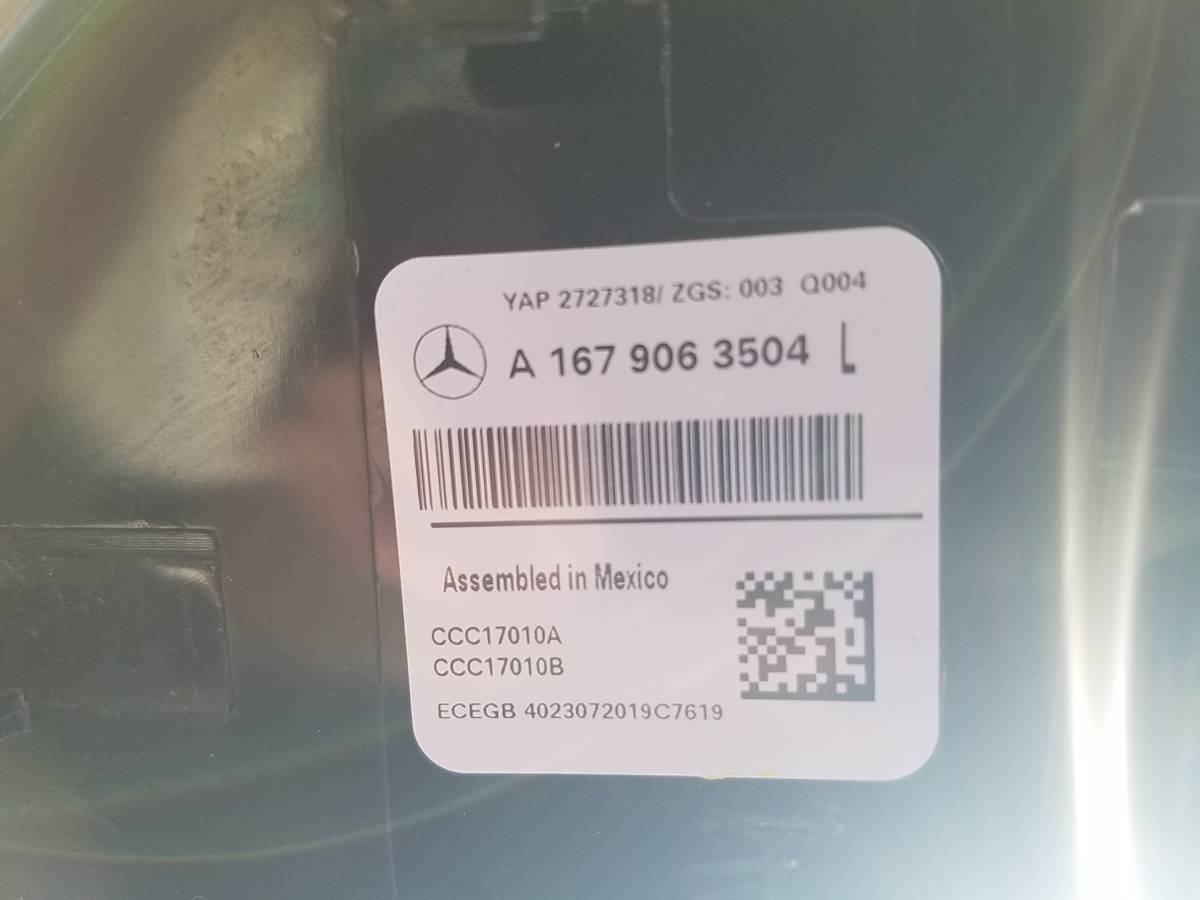 YAP 2727318/ ZGS: 003 Q004
A 167 906 3504 L
Assembled in Mexico
CCC17010A
CCC17010B
ECEGB 4023072019C7619